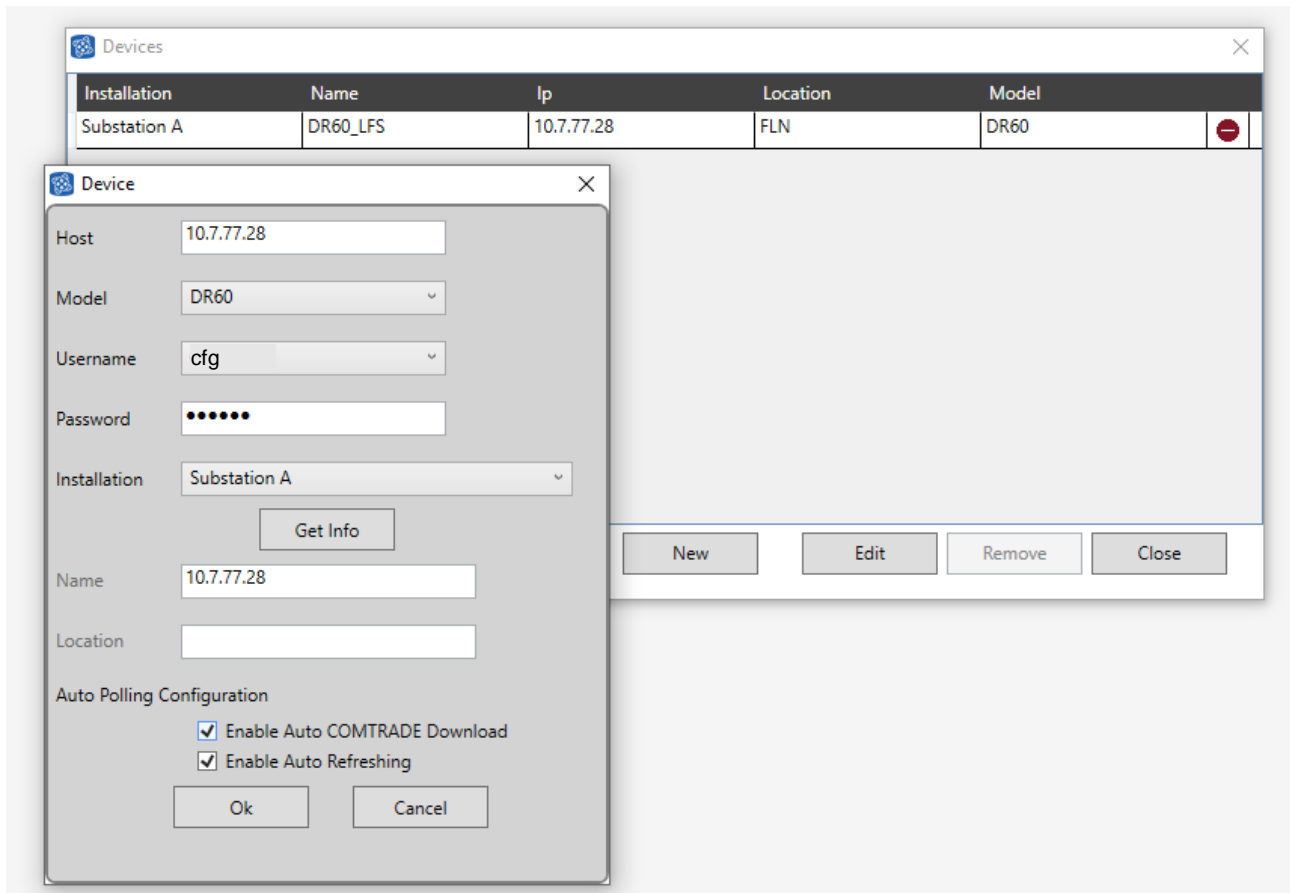 Devices
Installation Name Ip Location Model
Substation A DR60_LFS 10.7.77.28 FLN DR60
Device
Host 10.7.77.28
Model DR60
Username cfg
Password ••••••
Installation Substation A
Get Info
New Edit Remove Close
Name 10.7.77.28
Location
Auto Polling Configuration
Enable Auto COMTRADE Download
Enable Auto Refreshing
Ok Cancel